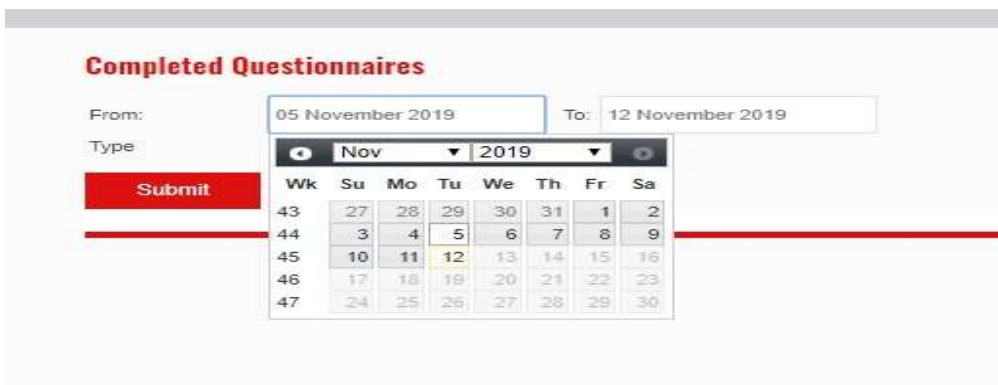 Completed Questionnaires
From: 05 November 2019 To: 12 November 2019
Type
Nov 2019
Submit
Wk Su Mo Tu We Th Fr Sa
43 27 28 29 30 31 1 2
44 3 4 5 6 7 8 9
45 10 11 12 13 14 15 16
46 17 18 19 20 21 22 23
47 24 25 26 27 28 29 30